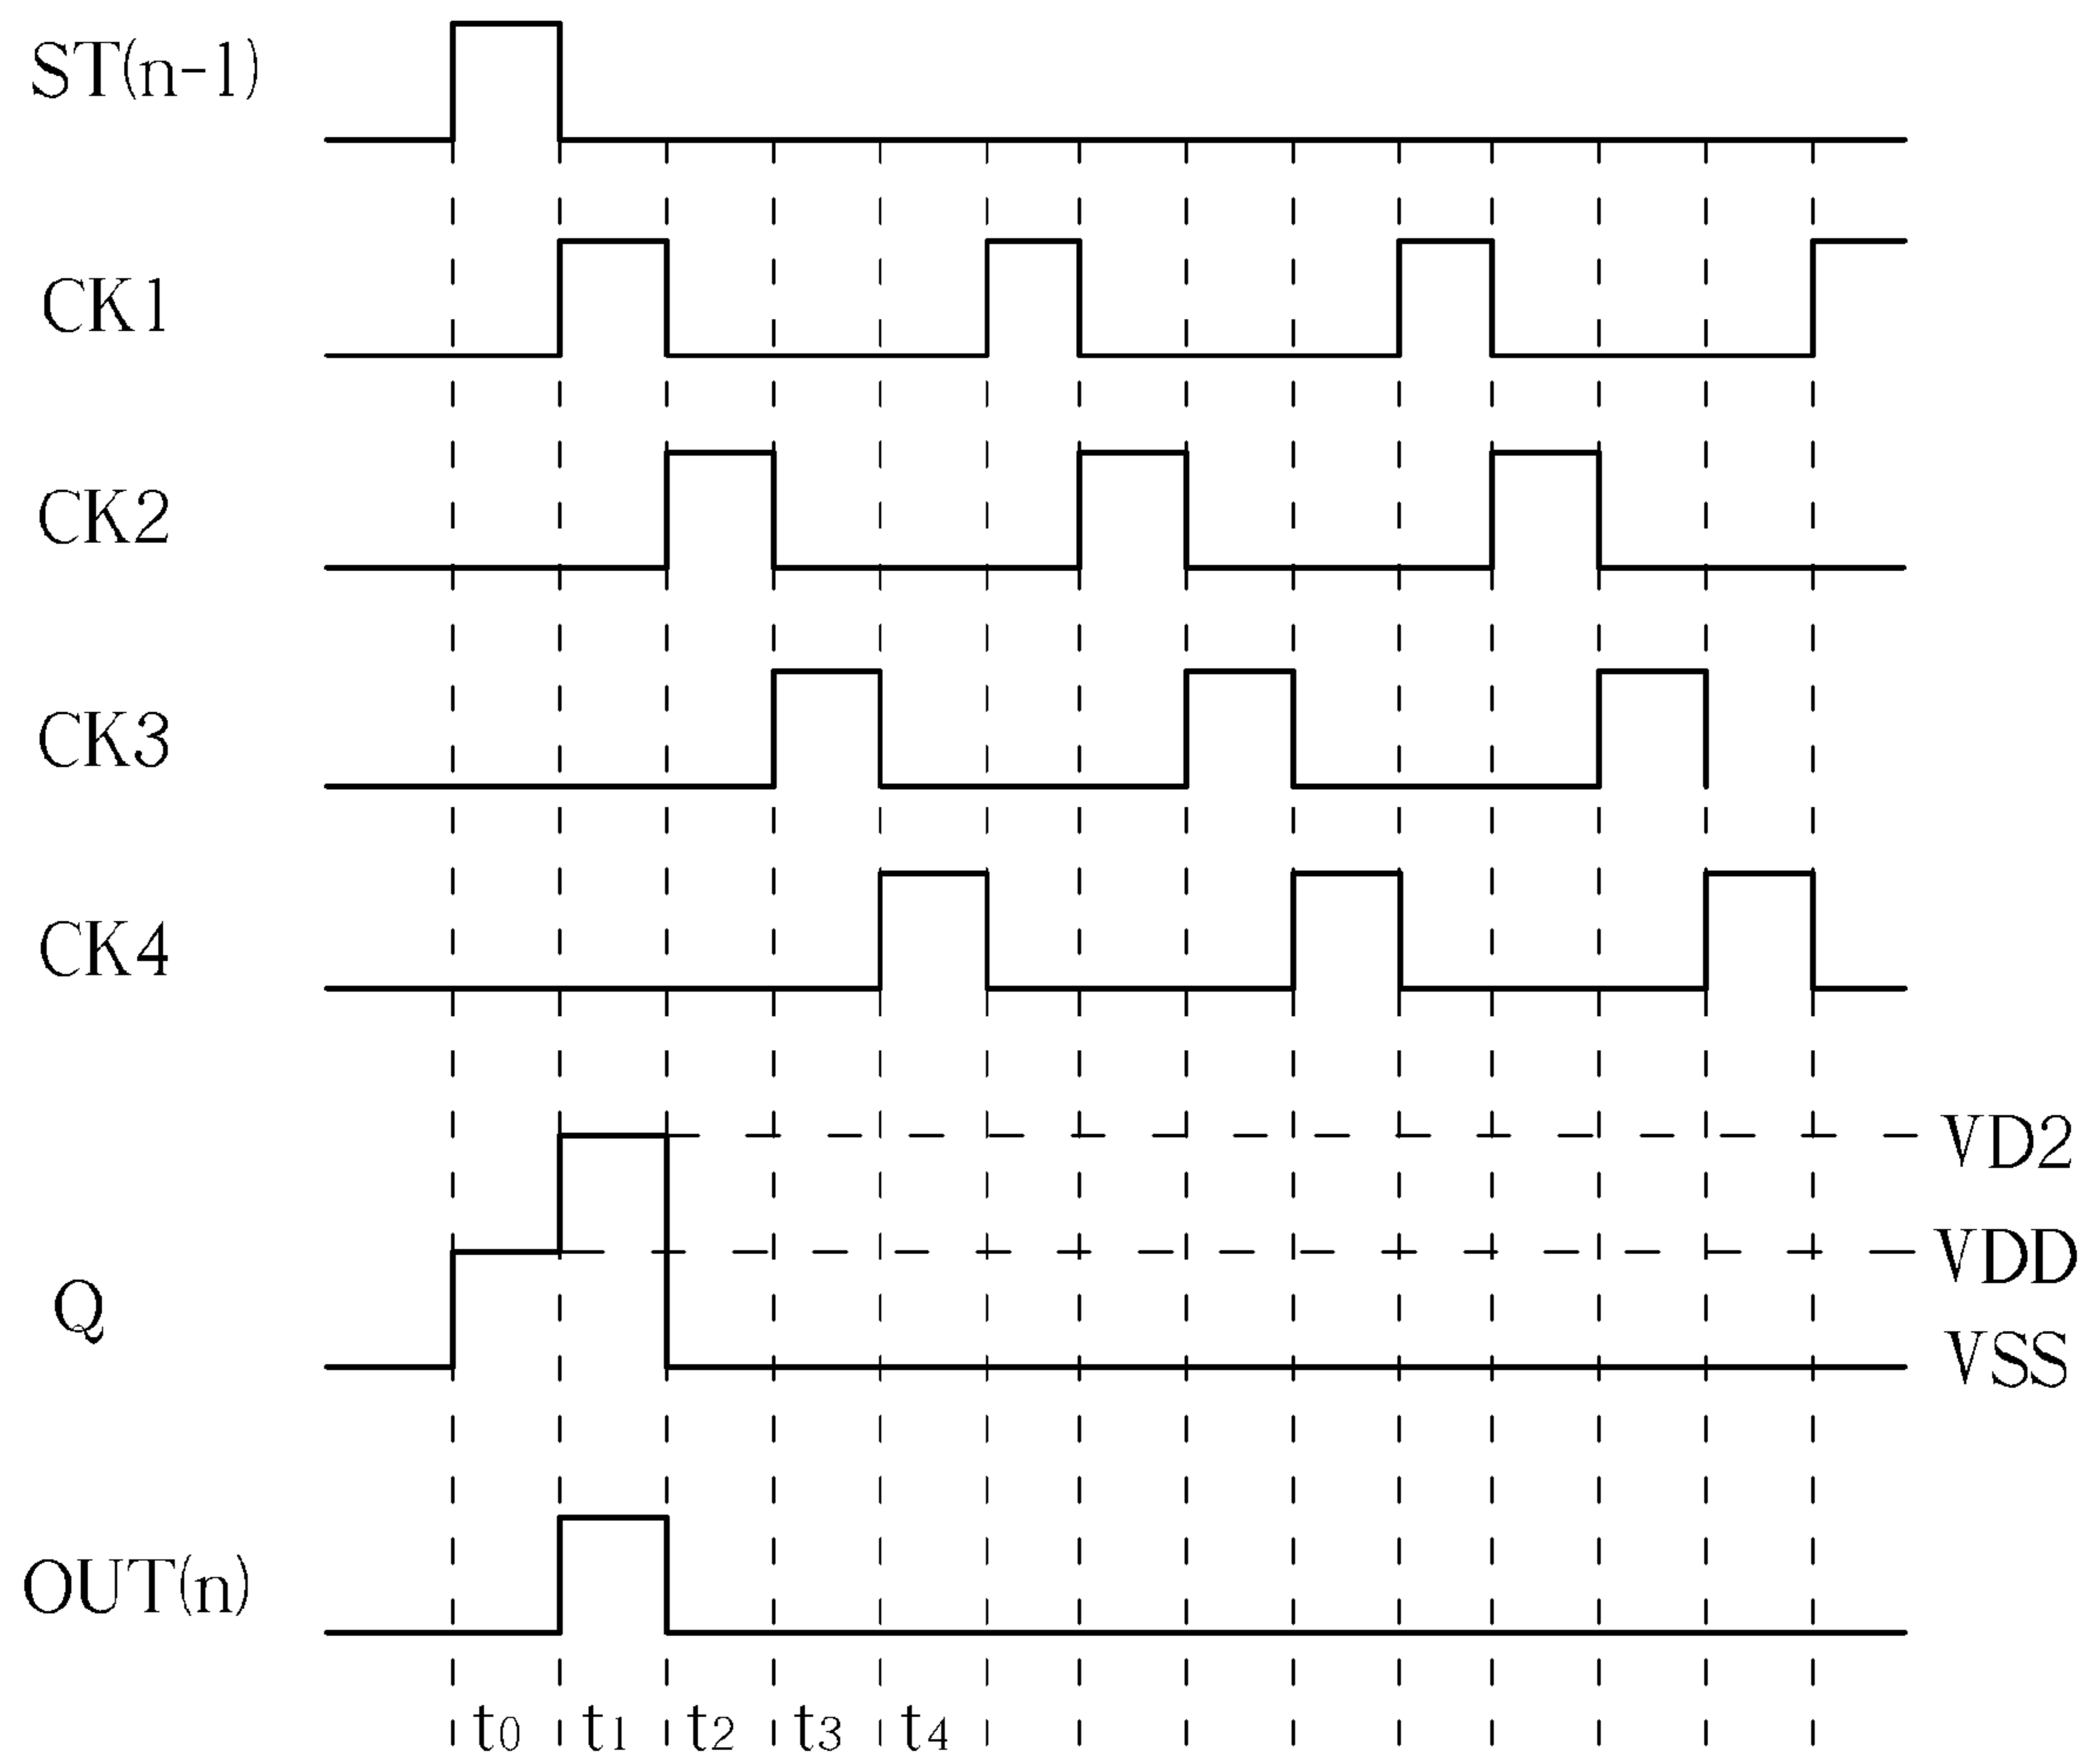 ST(n-1)
CK1
CK2
CK3
CK4
VD2
VDD
Q
VSS
OUT(n)
t0 t1 t2 t3 t4